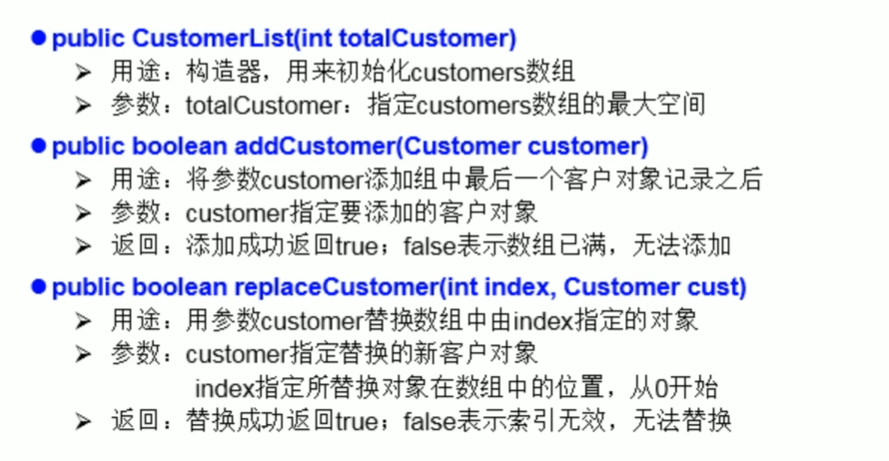 ● public CustomerList(int totalCustomer)
➢ 用途：构造器，用来初始化customers数组
➢ 参数：totalCustomer：指定customers数组的最大空间
● public boolean addCustomer(Customer customer)
➢ 用途：将参数customer添加组中最后一个客户对象记录之后
➢ 参数：customer指定要添加的客户对象
➢ 返回：添加成功返回true；false表示数组已满，无法添加
● public boolean replaceCustomer(int index, Customer cust)
➢ 用途：用参数customer替换数组中由index指定的对象
➢ 参数：customer指定替换的新客户对象
index指定所替换对象在数组中的位置，从0开始
➢ 返回：替换成功返回true；false表示索引无效，无法替换